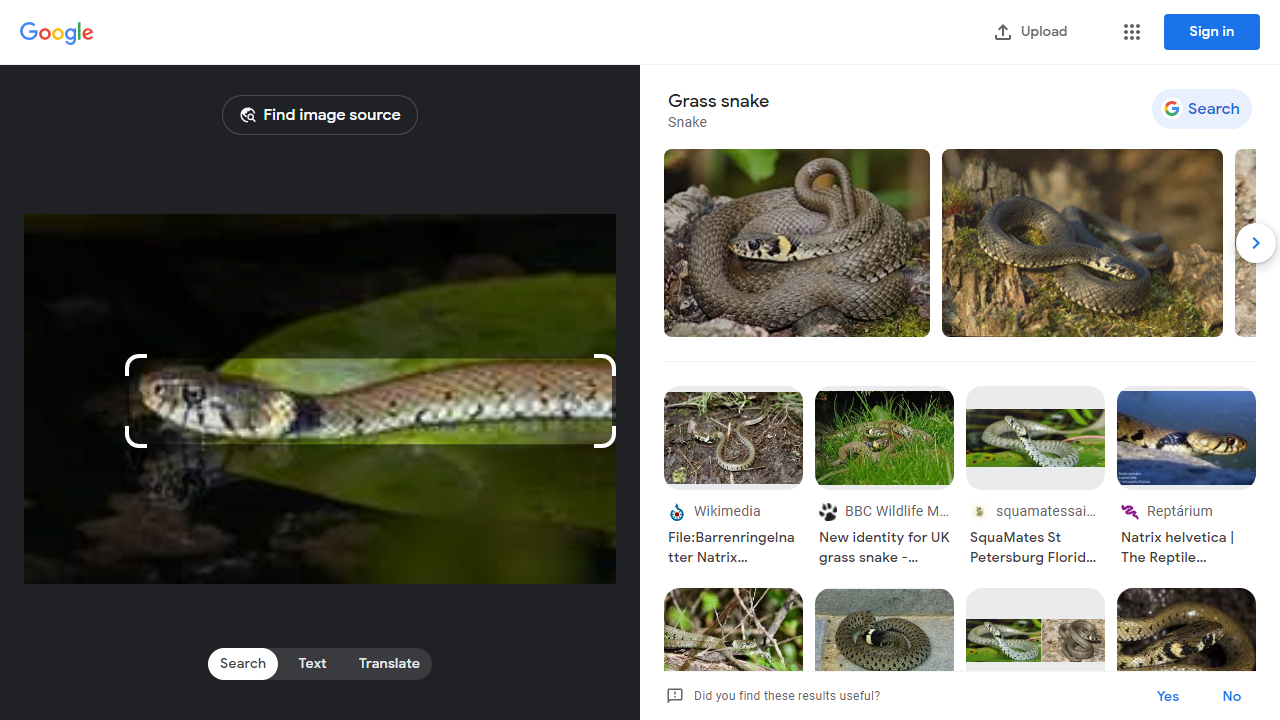 Google
Upload
Sign in
Find image source
Search
Text
Translate
Grass snake
Snake
Search
Wikimedia
File:Barrenringelna
tter Natrix...
BBC Wildlife M...
New identity for UK
grass snake -...
squamatessai...
SquaMates St
Petersburg Florid...
Reptárium
Natrix helvetica |
The Reptile...
Did you find these results useful?
Yes
No